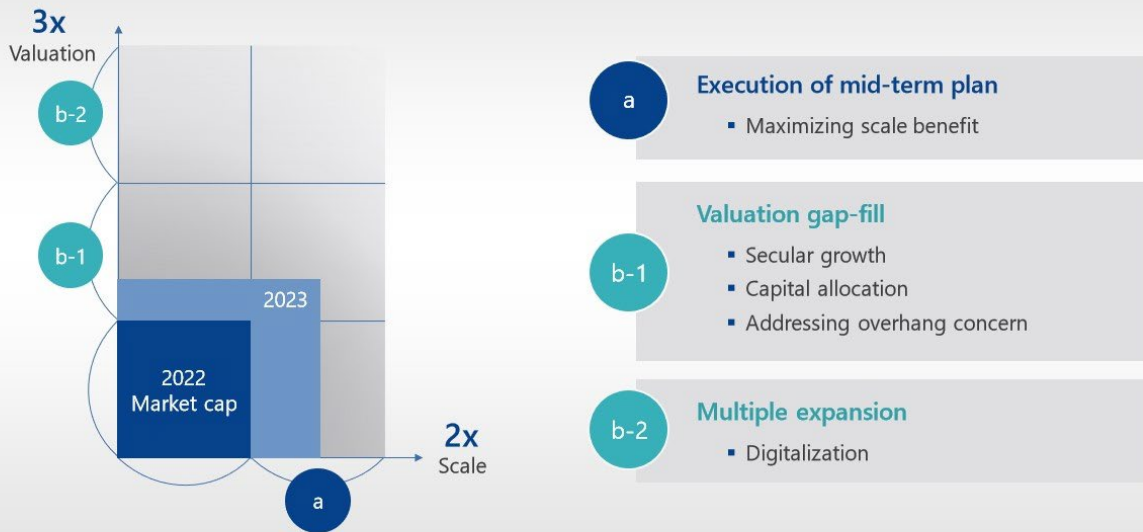 3x
Valuation
b-2
b-1
2023
2022
Market cap
2x
Scale
a
a
Execution of mid-term plan
▪ Maximizing scale benefit
b-1
Valuation gap-fill
▪ Secular growth
▪ Capital allocation
▪ Addressing overhang concern
b-2
Multiple expansion
▪ Digitalization